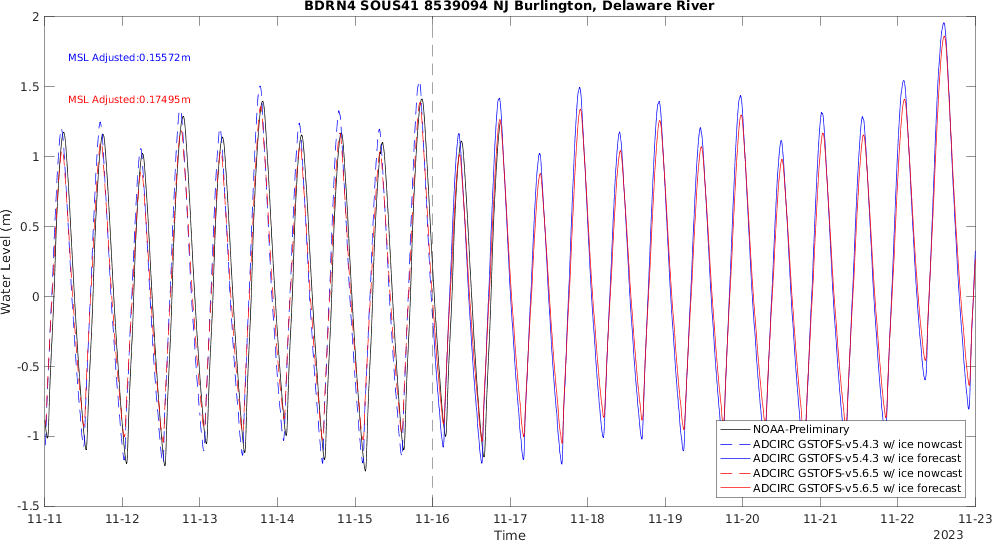 BDRN4 SOUS41 8539094 NJ Burlington, Delaware River
2
1.5
1
0.5
0
-0.5
-1
-1.5
Water Level (m)
MSL Adjusted:0.15572m
MSL Adjusted:0.17495m
NOAA-Preliminary
ADCIRC GSTOFS-v5.4.3 w/ ice nowcast
ADCIRC GSTOFS-v5.4.3 w/ ice forecast
ADCIRC GSTOFS-v5.6.5 w/ ice nowcast
ADCIRC GSTOFS-v5.6.5 w/ ice forecast
11-11 11-12 11-13 11-14 11-15 11-16 11-17 11-18 11-19 11-20 11-21 11-22 11-23
Time
2023